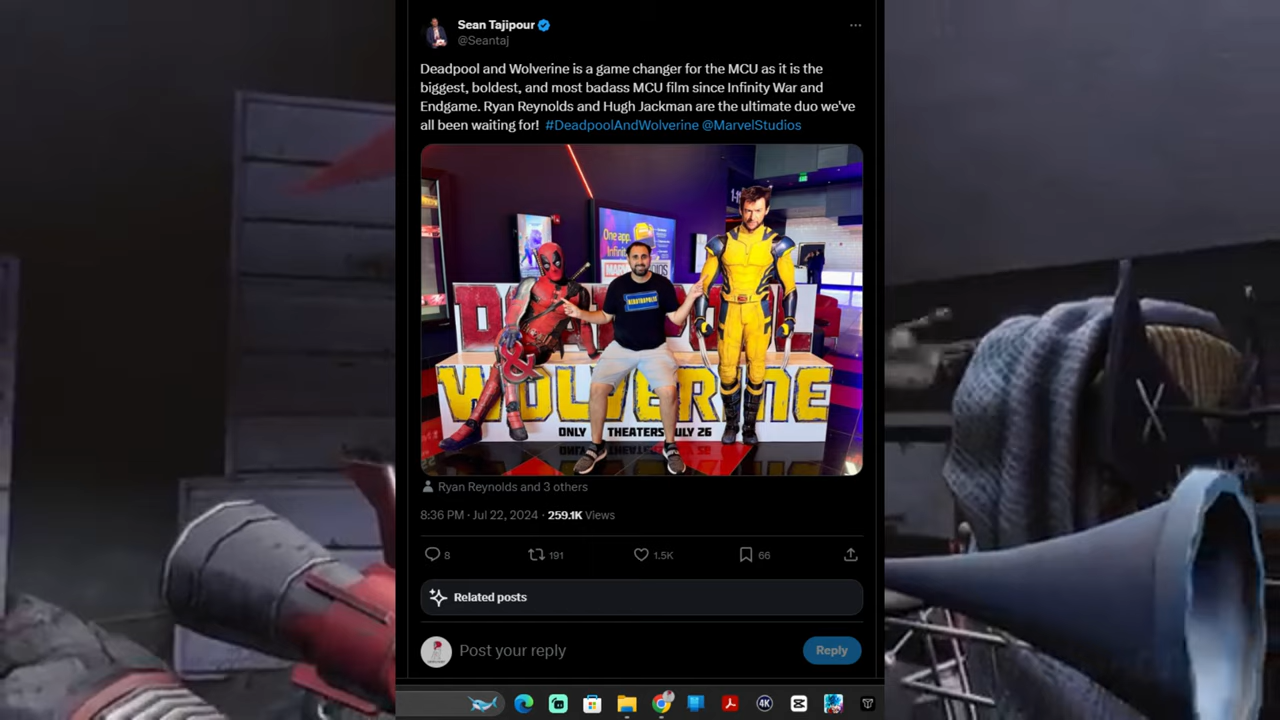 Sean Tajipour
@Seantaj
Deadpool and Wolverine is a game changer for the MCU as it is the
biggest, boldest, and most badass MCU film since Infinity War and
Endgame. Ryan Reynolds and Hugh Jackman are the ultimate duo we've
all been waiting for! #DeadpoolAndWolverine @MarvelStudios
One app.
NERDTROPOLIS
DEADPOOL
&
WOLVERINE
ONLY THEATERS JULY 26
Ryan Reynolds and 3 others
8:36 PM · Jul 22, 2024 · 259.1K Views
8 191 1.5K 66
Related posts
Post your reply
Reply
4K